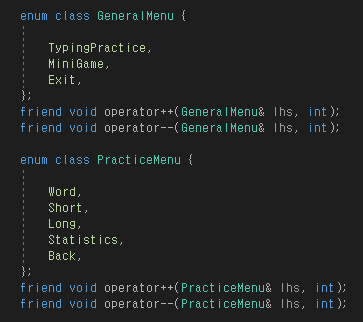 enum class GeneralMenu {
TypingPractice,
MiniGame,
Exit,
};
friend void operator++(GeneralMenu& lhs, int);
friend void operator--(GeneralMenu& lhs, int);
enum class PracticeMenu {
Word,
Short,
Long,
Statistics,
Back,
};
friend void operator++(PracticeMenu& lhs, int);
friend void operator--(PracticeMenu& lhs, int);